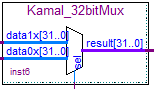 Kamal_32bitMux
data1x[31..0]
data0x[31..0]
result[31..0]
sel
inst6